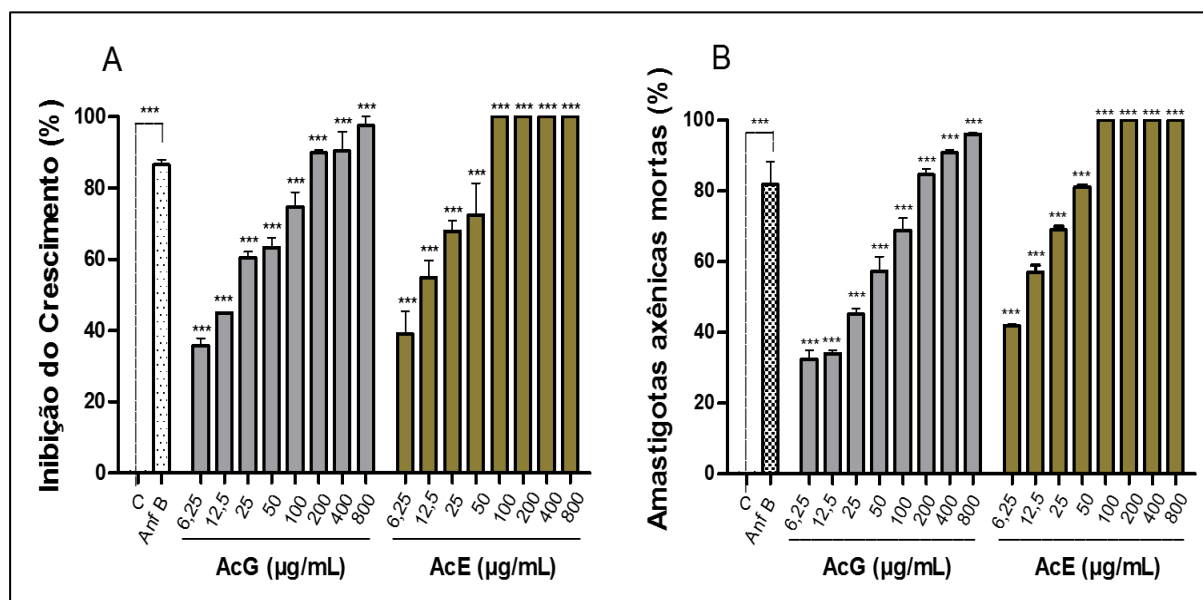 A
Inibição do Crescimento (%)
100
80
60
40
20
0
***
*** *** *** *** *** *** *** ***
*** *** *** *** *** *** *** ***
C Anf B 6,25 12,5 25 50 100 200 400 800 6,25 12,5 25 50 100 200 400 800
AcG (µg/mL) AcE (µg/mL)
B
Amastigotas axênicas mortas (%)
100
80
60
40
20
0
***
*** *** *** *** *** *** *** ***
*** *** *** *** *** *** *** ***
C Anf B 6,25 12,5 25 50 100 200 400 800 6,25 12,5 25 50 100 200 400 800
AcG (µg/mL) AcE (µg/mL)